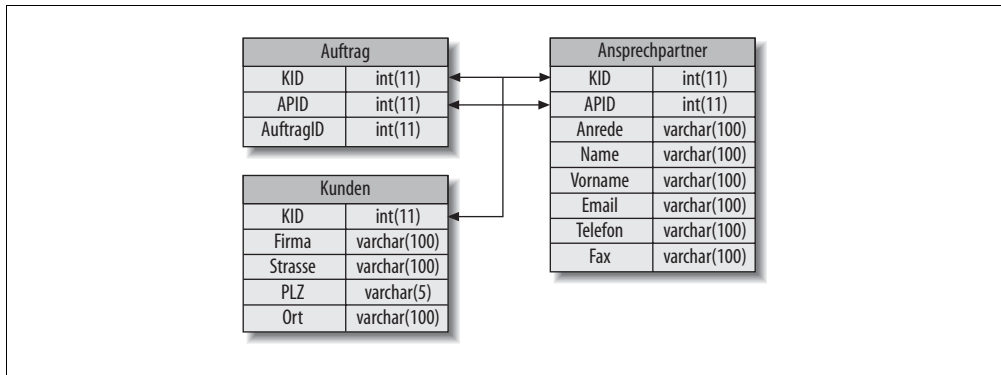 Auftrag
KID int(11)
APID int(11)
AuftragID int(11)
Kunden
KID int(11)
Firma varchar(100)
Strasse varchar(100)
PLZ varchar(5)
Ort varchar(100)
Ansprechpartner
KID int(11)
APID int(11)
Anrede varchar(100)
Name varchar(100)
Vorname varchar(100)
Email varchar(100)
Telefon varchar(100)
Fax varchar(100)